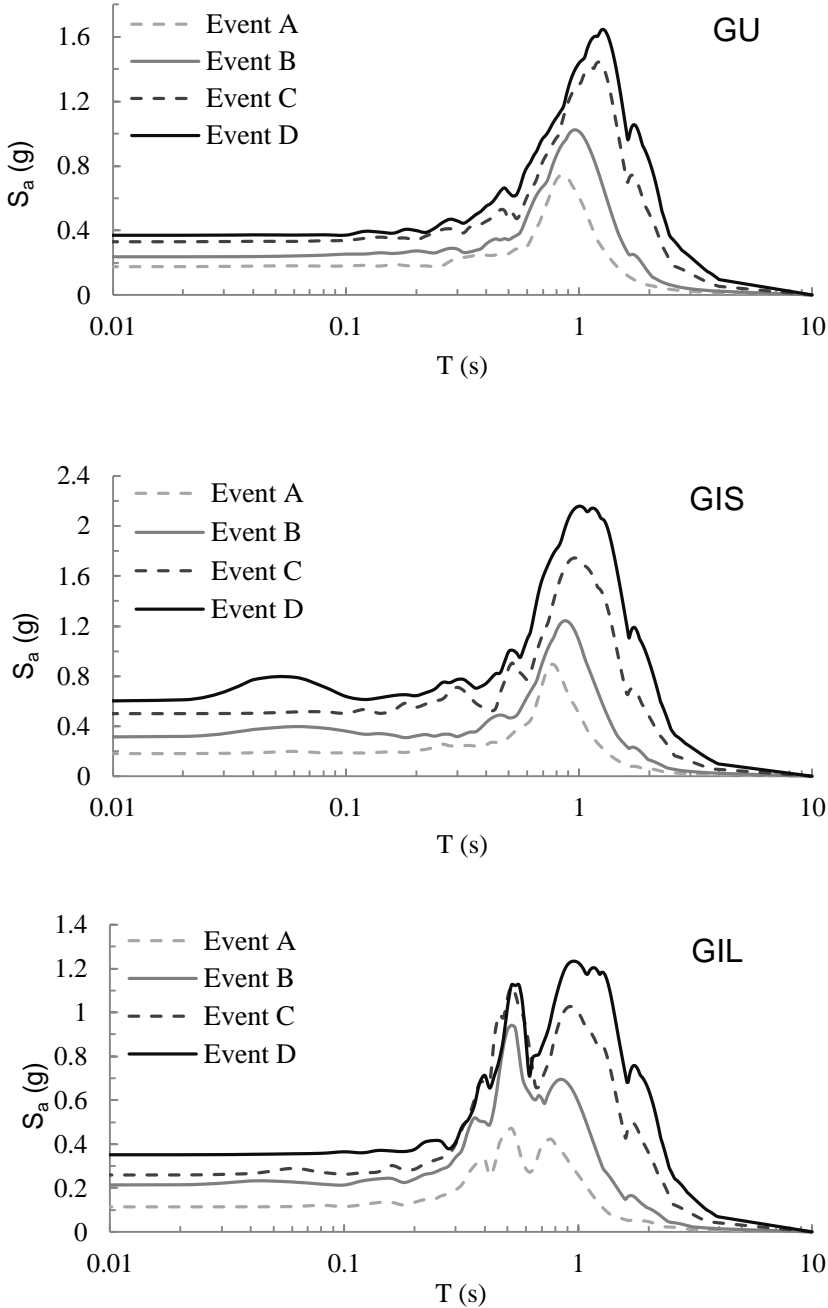 GU
Event A
Event B
Event C
Event D
Sa (g)
1.6
1.2
0.8
0.4
0
0.01 0.1 1 10
T (s)
GIS
Event A
Event B
Event C
Event D
Sa (g)
2.4
2
1.6
1.2
0.8
0.4
0
0.01 0.1 1 10
T (s)
GIL
Event A
Event B
Event C
Event D
Sa (g)
1.4
1.2
1
0.8
0.6
0.4
0.2
0
0.01 0.1 1 10
T (s)